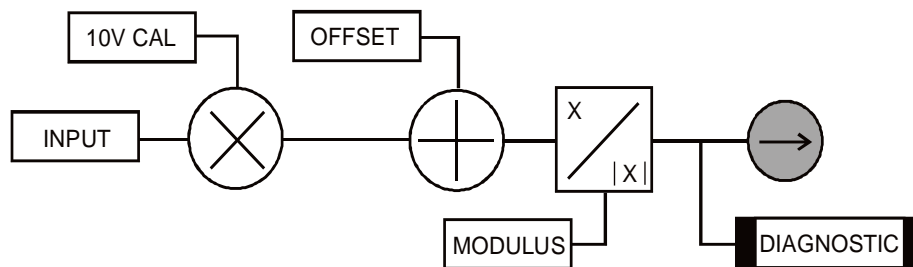 10V CAL
OFFSET
INPUT
X
|X|
MODULUS
DIAGNOSTIC